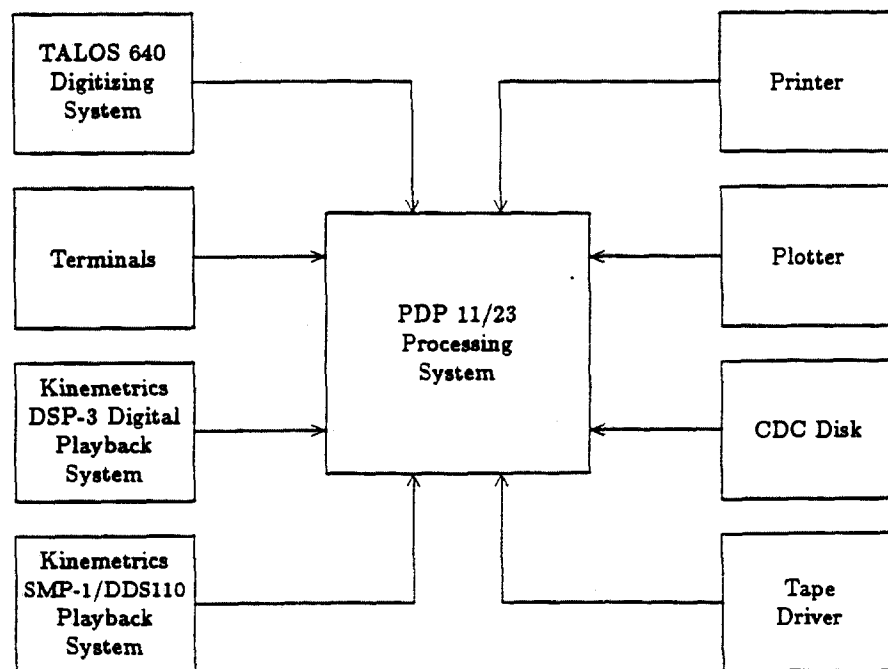 TALOS 640
Digitizing
System
Printer
Terminals
Plotter
PDP 11/23
Processing
System
Kinemetrics
DSP-3 Digital
Playback
System
CDC Disk
Kinemetrics
SMP-1/DDS110
Playback
System
Tape
Driver